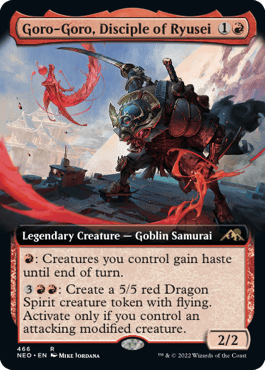 Goro-Goro, Disciple of Ryusei 1
Legendary Creature — Goblin Samurai
: Creatures you control gain haste
until end of turn.
3 : Create a 5/5 red Dragon
Spirit creature token with flying.
Activate only if you control an
attacking modified creature.
2/2
466 R
NEO • EN Mike Jordana
™ & © 2022 Wizards of the Coast